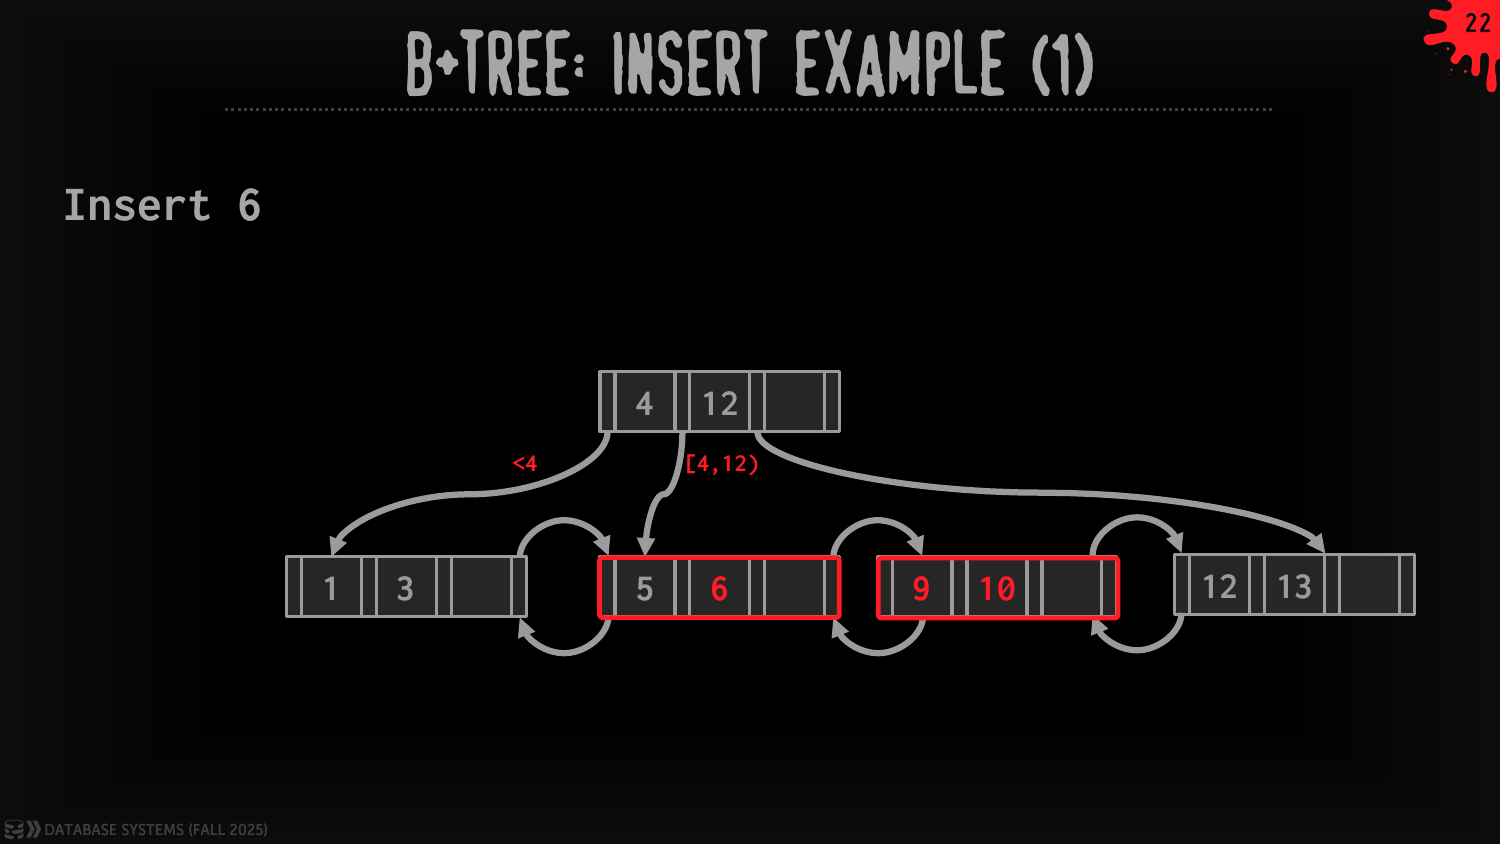 22
B+TREE: INSERT EXAMPLE (1)
Insert 6
4 12
<4 [4,12)
1 3 5 6 9 10 12 13
DATABASE SYSTEMS (FALL 2025)